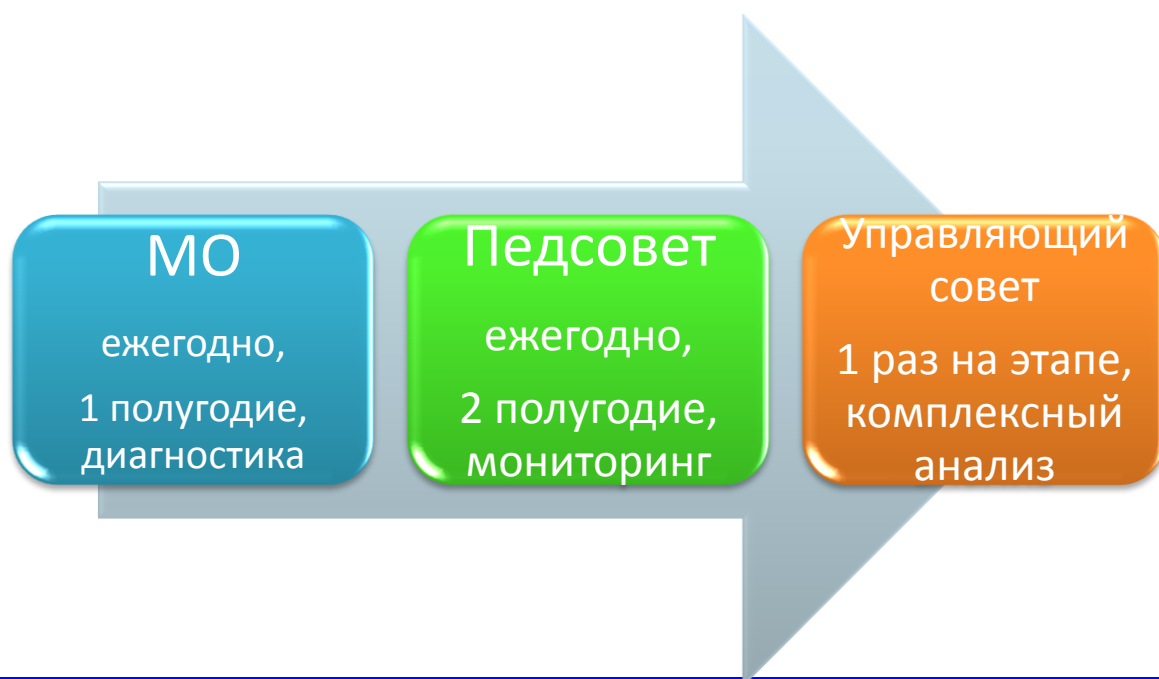 МО
ежегодно,
1 полугодие,
диагностика
Педсовет
ежегодно,
2 полугодие,
мониторинг
Управляющий
совет
1 раз на этапе,
комплексный
анализ